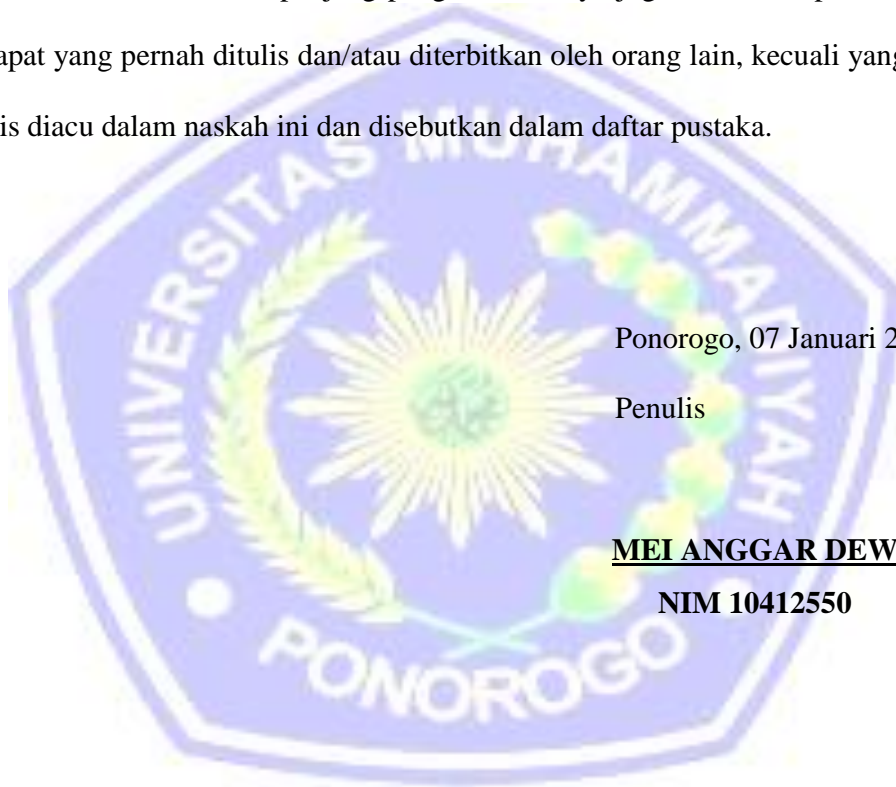 apat yang pernah ditulis dan/atau diterbitkan oleh orang lain, kecuali yang
is diacu dalam naskah ini dan disebutkan dalam daftar pustaka.
UNIVERSITAS MUHAMMADIYAH
Ponorogo, 07 Januari 2
Penulis
MEI ANGGAR DEW
NIM 10412550
PONOROGO